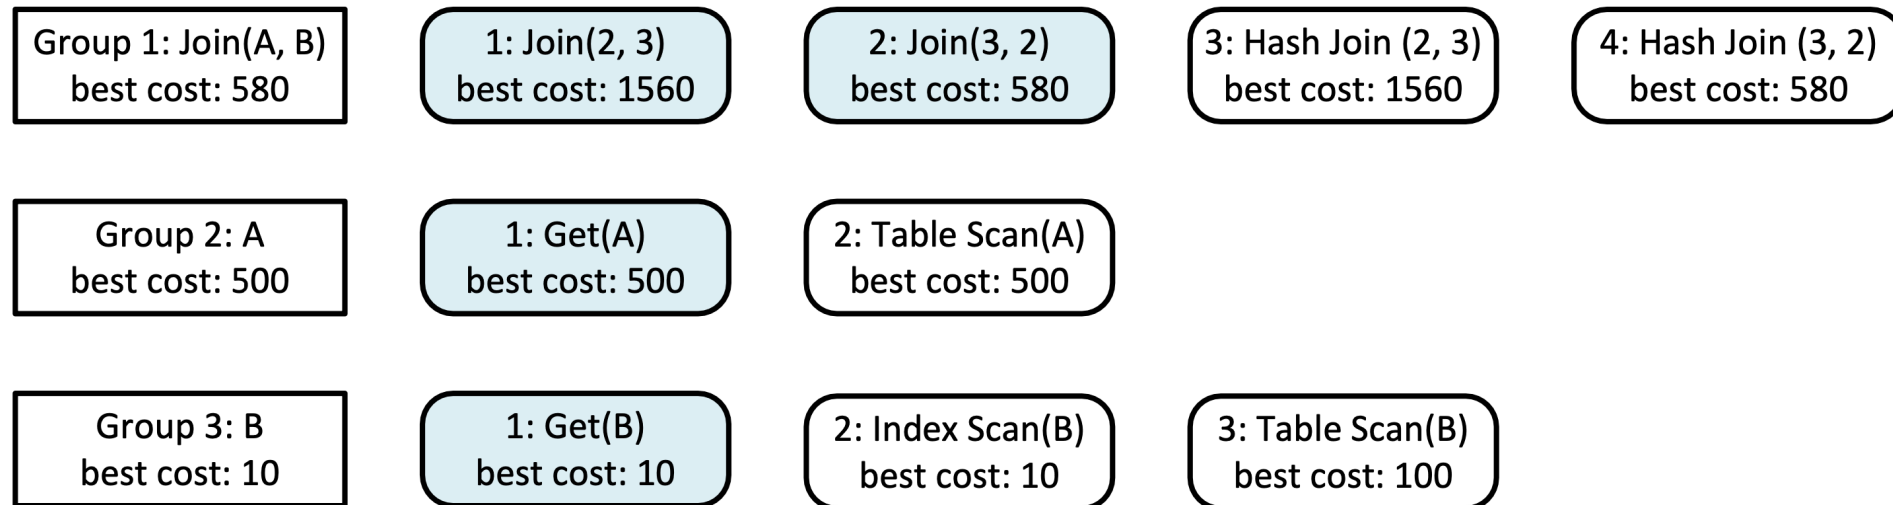 Group 1: Join(A, B)
best cost: 580
1: Join(2, 3)
best cost: 1560
2: Join(3, 2)
best cost: 580
3: Hash Join (2, 3)
best cost: 1560
4: Hash Join (3, 2)
best cost: 580
Group 2: A
best cost: 500
1: Get(A)
best cost: 500
2: Table Scan(A)
best cost: 500
Group 3: B
best cost: 10
1: Get(B)
best cost: 10
2: Index Scan(B)
best cost: 10
3: Table Scan(B)
best cost: 100